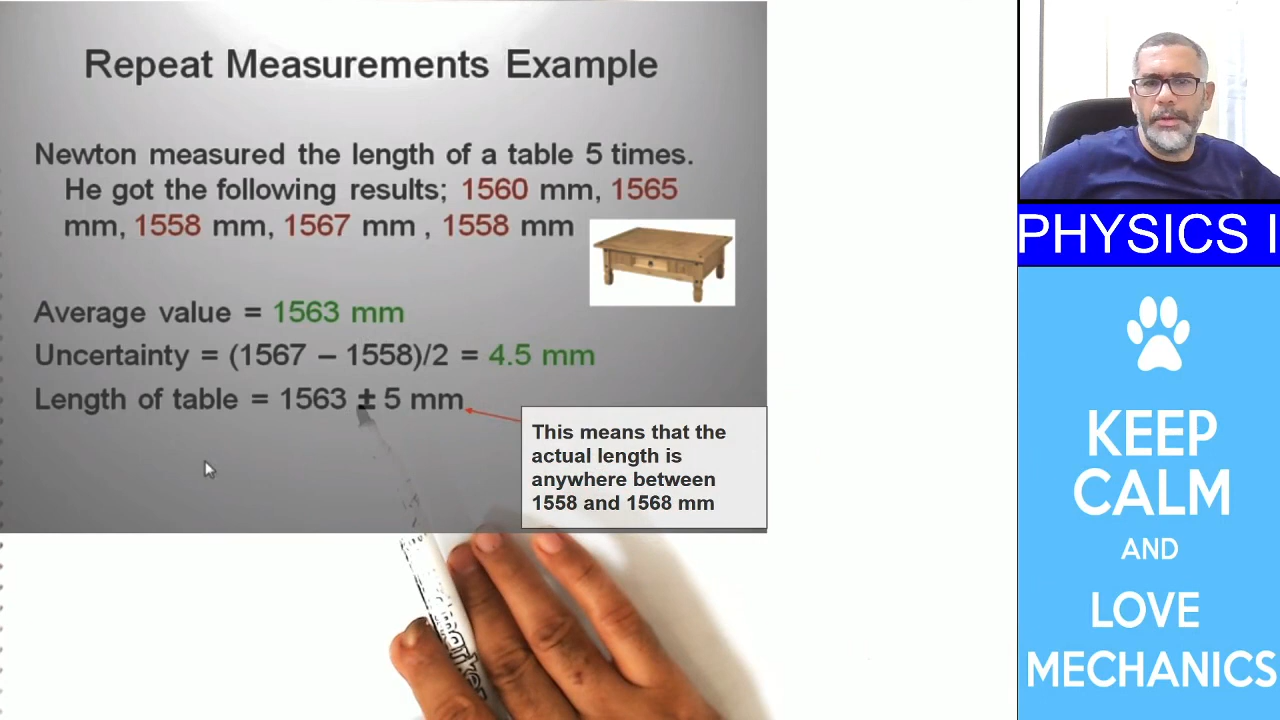 Repeat Measurements Example
Newton measured the length of a table 5 times.
He got the following results; 1560 mm, 1565
mm, 1558 mm, 1567 mm , 1558 mm
Average value = 1563 mm
Uncertainty = (1567 – 1558)/2 = 4.5 mm
Length of table = 1563 ± 5 mm
This means that the
actual length is
anywhere between
1558 and 1568 mm
PHYSICS I
KEEP
CALM
AND
LOVE
MECHANICS